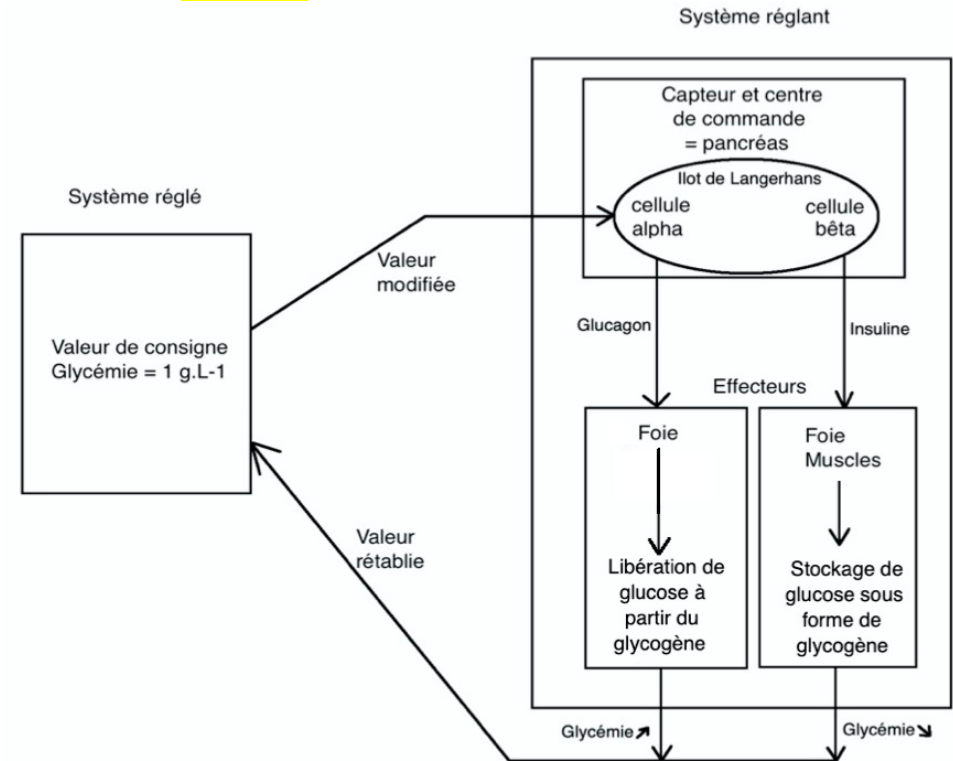 Système réglant
Capteur et centre
de commande
= pancréas
Ilot de Langerhans
cellule
alpha
cellule
bêta
Système réglé
Valeur
modifiée
Valeur de consigne
Glycémie = 1 g.L-1
Glucagon
Insuline
Effecteurs
Foie
Foie
Muscles
Valeur
rétablie
Libération de
glucose à
partir du
glycogène
Stockage de
glucose sous
forme de
glycogène
Glycémie
Glycémie